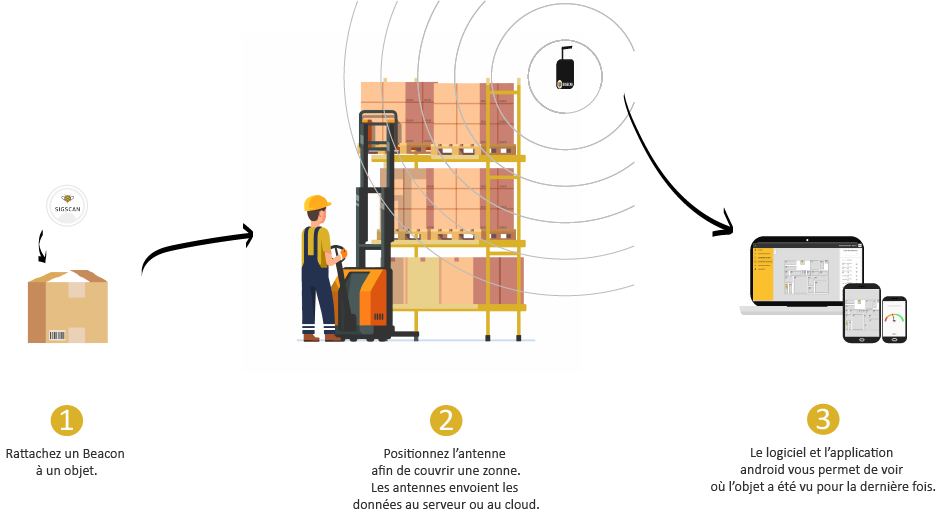 SIGSCAN
1
Rattachez un Beacon
à un objet.
2
Positionnez l'antenne
afin de couvrir une zonne.
Les antennes envoient les
données au serveur ou au cloud.
3
Le logiciel et l'application
android vous permet de voir
où l'objet a été vu pour la dernière fois.